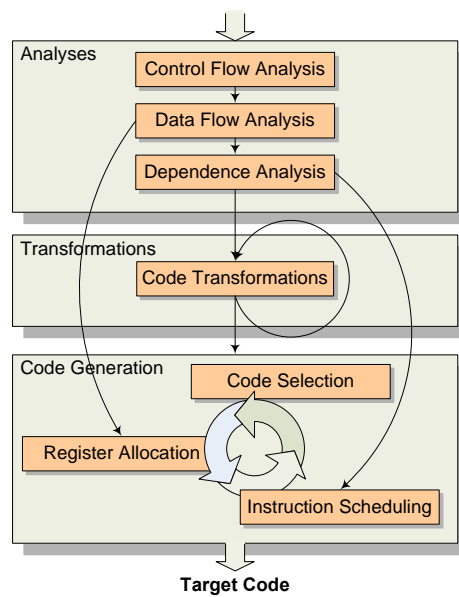 Analyses
Control Flow Analysis
Data Flow Analysis
Dependence Analysis
Transformations
Code Transformations
Code Generation
Code Selection
Register Allocation
Instruction Scheduling
Target Code